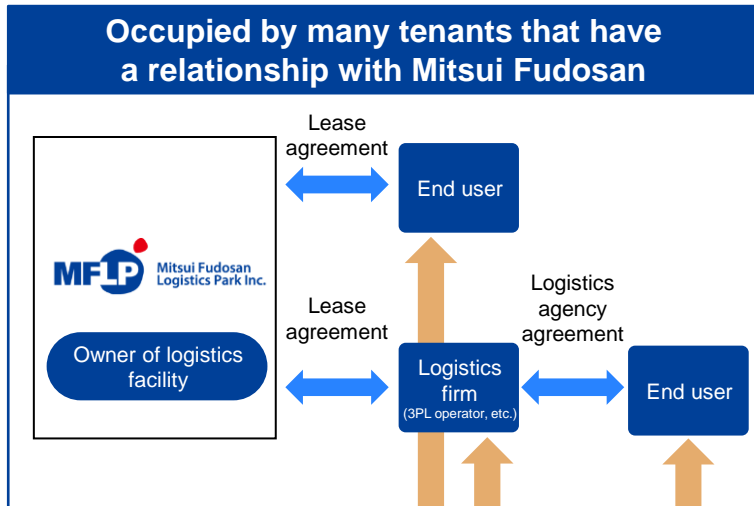 Occupied by many tenants that have
a relationship with Mitsui Fudosan
Lease
agreement
End user
MFLP
Mitsui Fudosan
Logistics Park Inc.
Owner of logistics
facility
Lease
agreement
Logistics
firm
(3PL operator, etc.)
Logistics
agency
agreement
End user